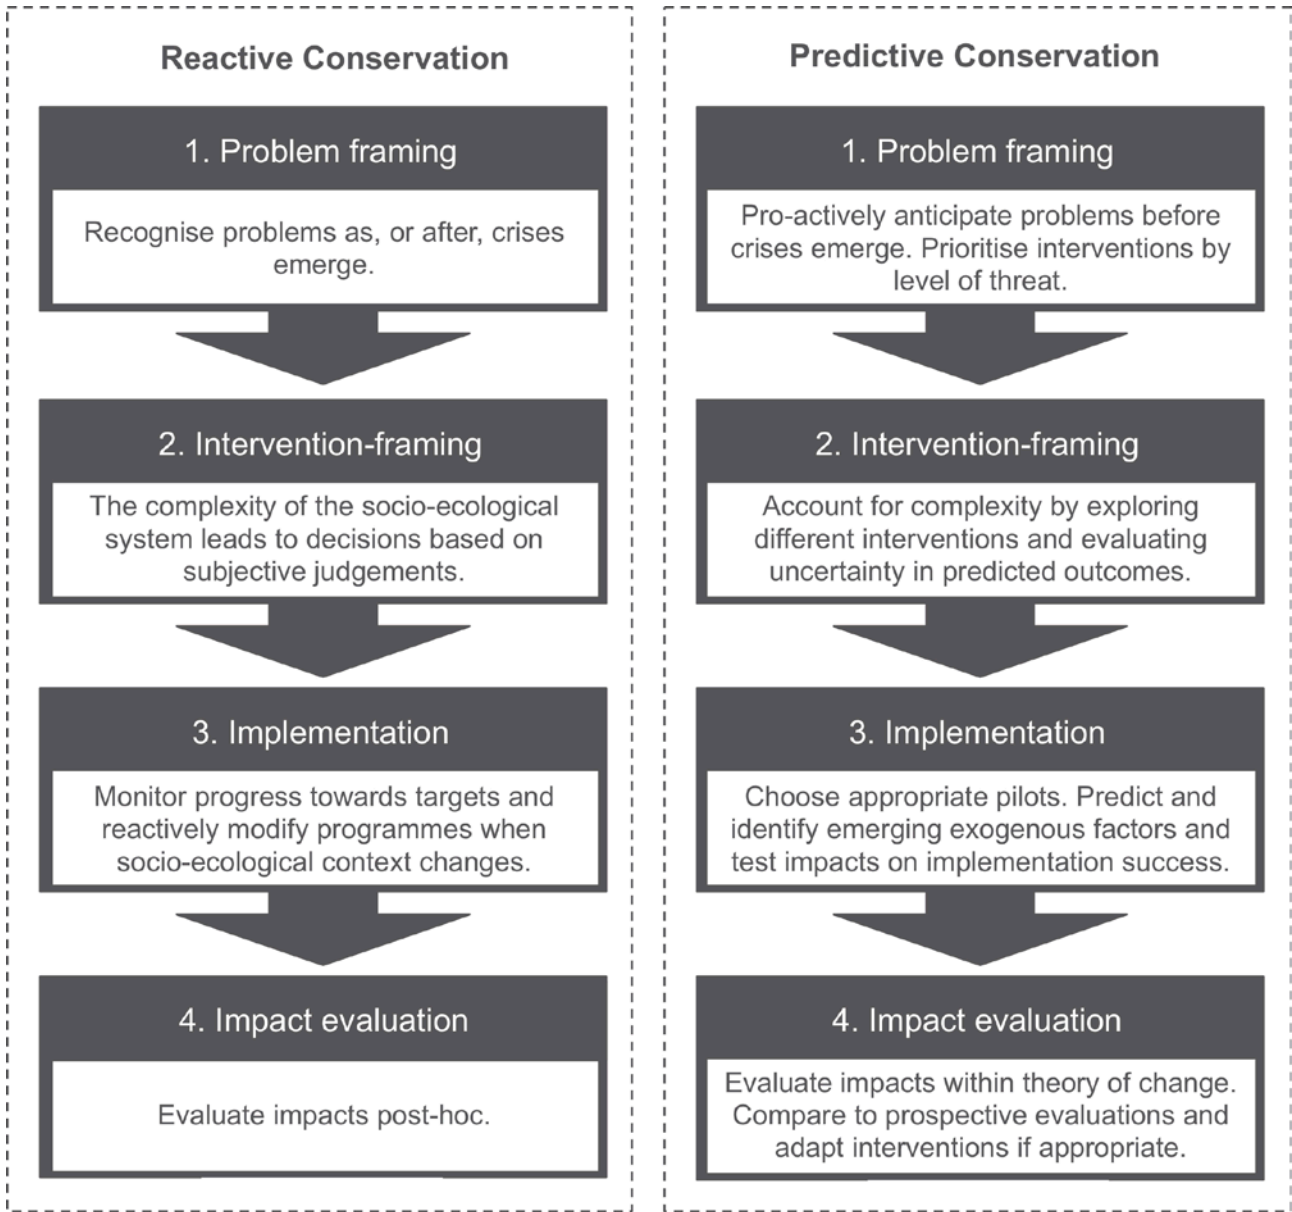 Reactive Conservation
1. Problem framing
Recognise problems as, or after, crises
emerge.
2. Intervention-framing
The complexity of the socio-ecological
system leads to decisions based on
subjective judgements.
3. Implementation
Monitor progress towards targets and
reactively modify programmes when
socio-ecological context changes.
4. Impact evaluation
Evaluate impacts post-hoc.
Predictive Conservation
1. Problem framing
Pro-actively anticipate problems before
crises emerge. Prioritise interventions by
level of threat.
2. Intervention-framing
Account for complexity by exploring
different interventions and evaluating
uncertainty in predicted outcomes.
3. Implementation
Choose appropriate pilots. Predict and
identify emerging exogenous factors and
test impacts on implementation success.
4. Impact evaluation
Evaluate impacts within theory of change.
Compare to prospective evaluations and
adapt interventions if appropriate.